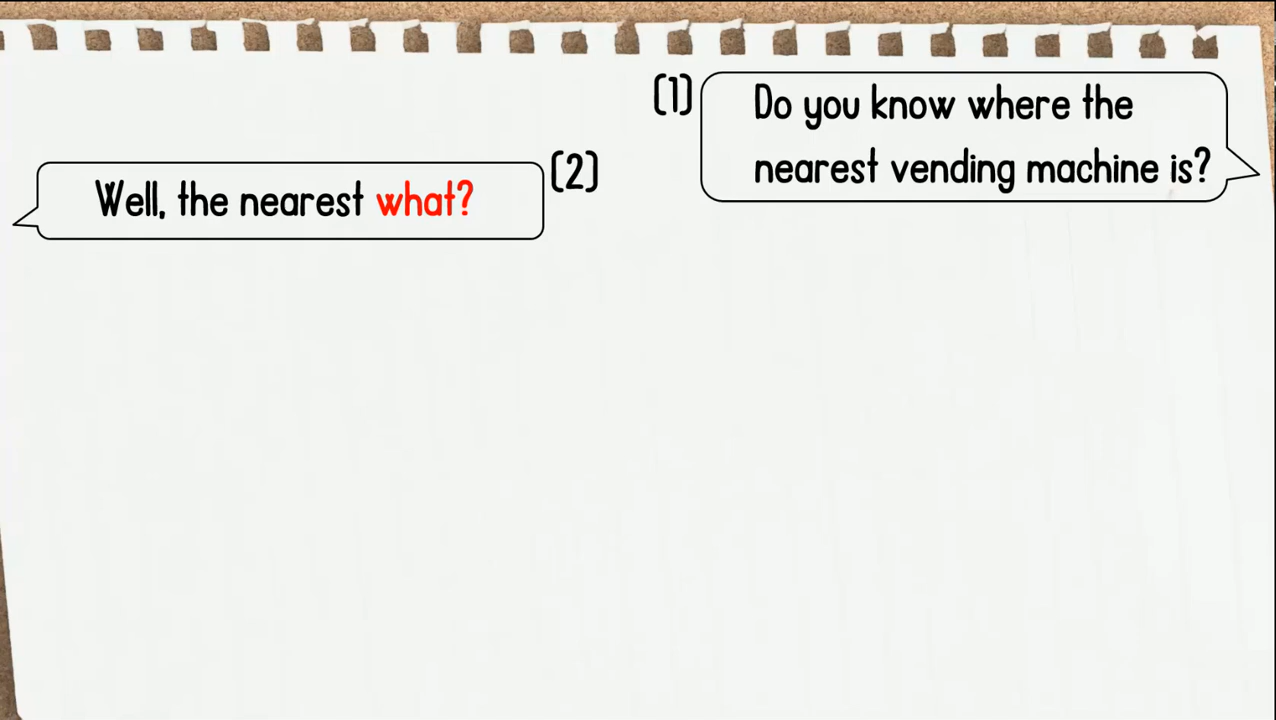 (1)
Do you know where the
nearest vending machine is?
(2)
Well, the nearest what?